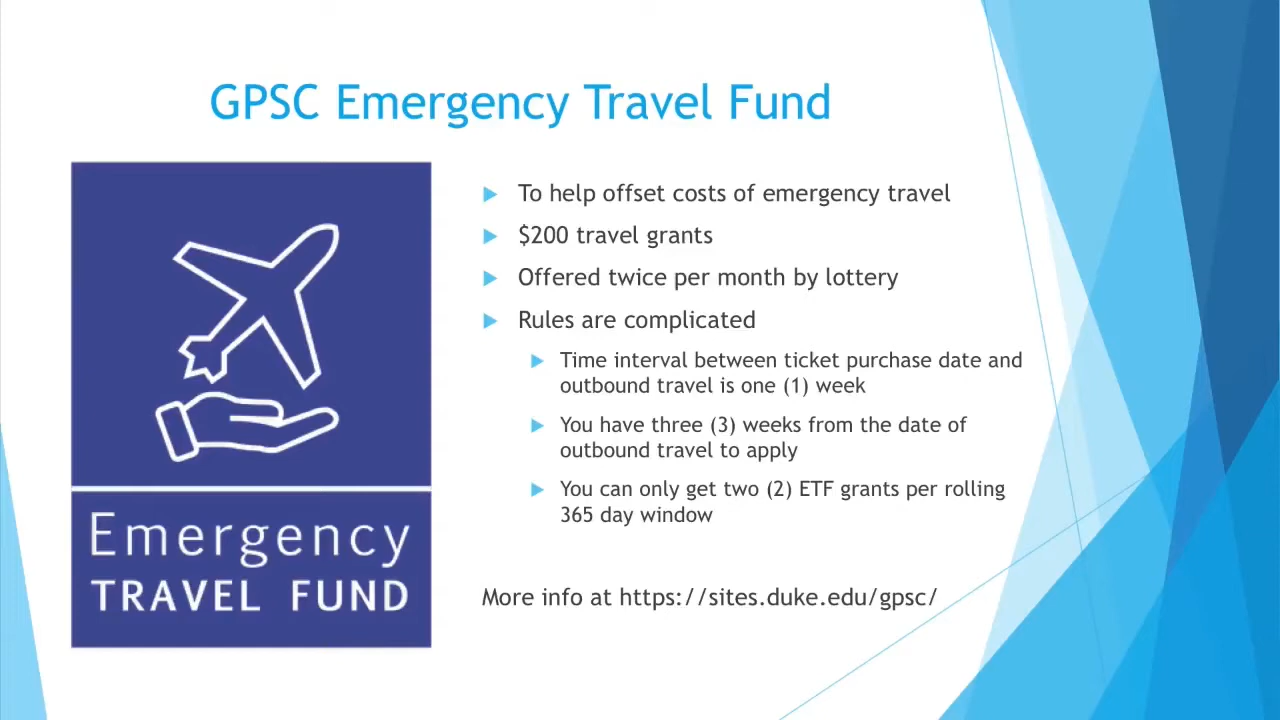 GPSC Emergency Travel Fund
To help offset costs of emergency travel
$200 travel grants
Offered twice per month by lottery
Rules are complicated
Time interval between ticket purchase date and
outbound travel is one (1) week
You have three (3) weeks from the date of
outbound travel to apply
You can only get two (2) ETF grants per rolling
365 day window
More info at https://sites.duke.edu/gpsc/
Emergency
TRAVEL FUND